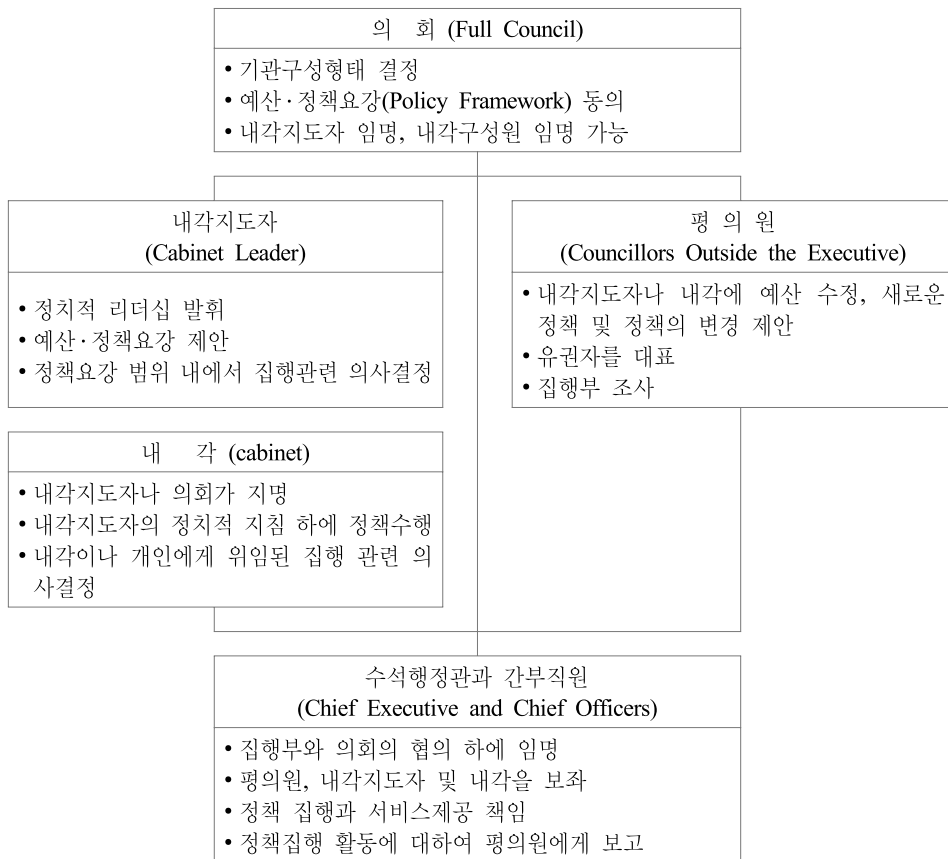 의 회 (Full Council)
• 기관구성형태 결정
• 예산·정책요강(Policy Framework) 동의
• 내각지도자 임명, 내각구성원 임명 가능
내각지도자
(Cabinet Leader)
• 정치적 리더십 발휘
• 예산·정책요강 제안
• 정책요강 범위 내에서 집행관련 의사결정
평 의 원
(Councillors Outside the Executive)
• 내각지도자나 내각에 예산 수정, 새로운
정책 및 정책의 변경 제안
• 유권자를 대표
• 집행부 조사
내 각 (cabinet)
• 내각지도자나 의회가 지명
• 내각지도자의 정치적 지침 하에 정책수행
• 내각이나 개인에게 위임된 집행 관련 의
사결정
수석행정관과 간부직원
(Chief Executive and Chief Officers)
• 집행부와 의회의 협의 하에 임명
• 평의원, 내각지도자 및 내각을 보좌
• 정책 집행과 서비스제공 책임
• 정책집행 활동에 대하여 평의원에게 보고